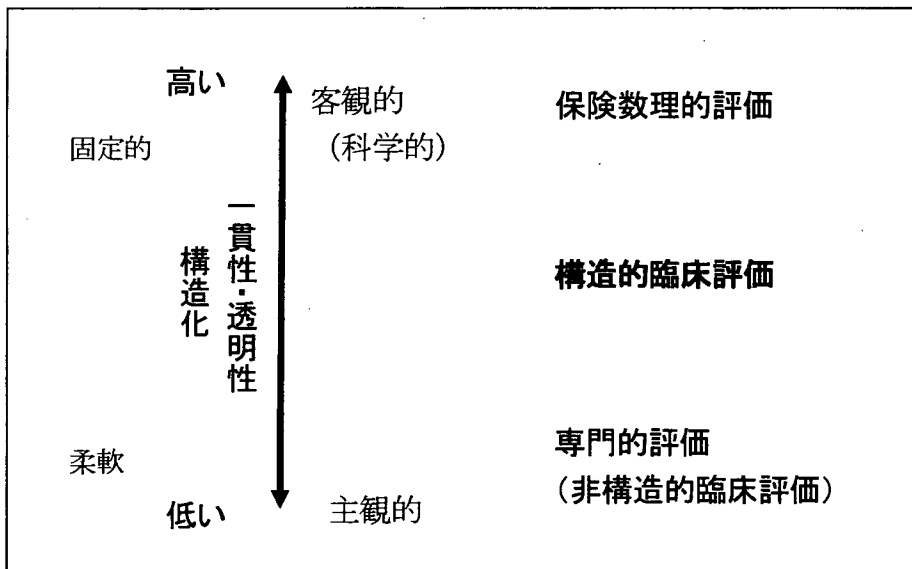 高い
客観的
(科学的)
保険数理的評価
固定的
一貫性・透明性
構造化
構造的臨床評価
専門的評価
(非構造的臨床評価)
柔軟
低い
主観的